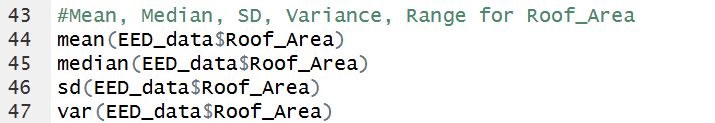 43 #Mean, Median, SD, Variance, Range for Roof_Area
44 mean(EED_data$Roof_Area)
45 median(EED_data$Roof_Area)
46 sd(EED_data$Roof_Area)
47 var(EED_data$Roof_Area)